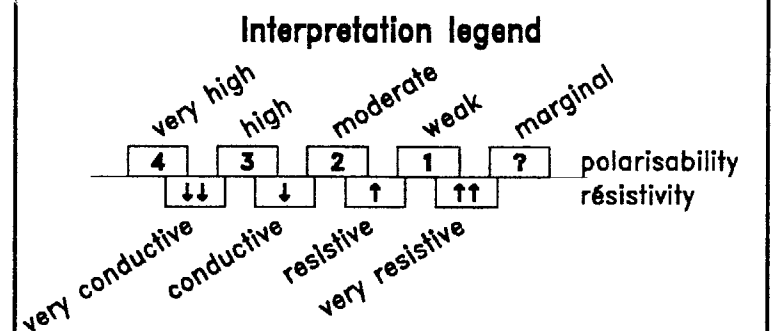 Interpretation legend
very high high moderate weak marginal
4 3 2 1 ? polarisability
↓↓ ↓ ↑ ↑↑ résistivity
very conductive conductive resistive very resistive